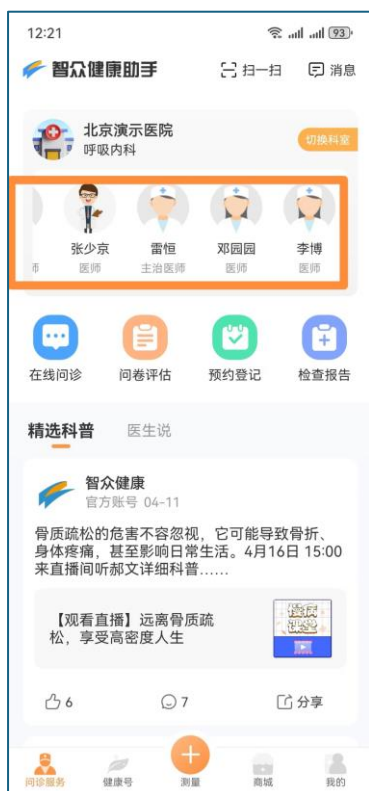 12:21
93
智众健康助手
扫一扫
消息
北京演示医院
呼吸内科
切换科室
张少京
雷恒
邓园园
李博
师
医师
主治医师
医师
医师
在线问诊
问卷评估
预约登记
检查报告
精选科普
医生说
智众健康
官方账号 04-11
骨质疏松的危害不容忽视，它可能导致骨折、
身体疼痛，甚至影响日常生活。4月16日 15:00
来直播间听郝文详细科普……
【观看直播】远离骨质疏
松，享受高密度人生
慢病
课堂
6
7
分享
问诊服务
健康号
测量
商城
我的